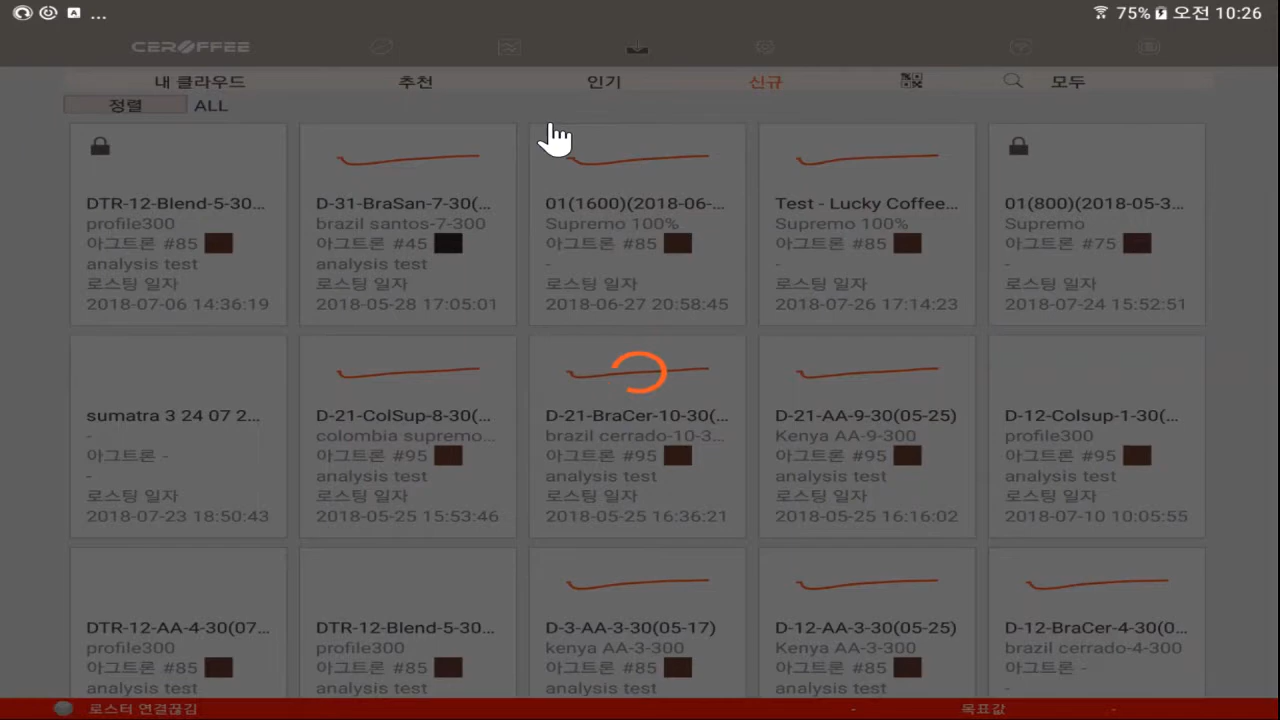 ... 75% 오전 10:26
CEROFFEE
내 클라우드 추천 인기 신규 모두
정렬 ALL
DTR-12-Blend-5-30...
profile300
아그트론 #85
analysis test
로스팅 일자
2018-07-06 14:36:19
D-31-BraSan-7-30(...
brazil santos-7-300
아그트론 #45
analysis test
로스팅 일자
2018-05-28 17:05:01
01(1600)(2018-06-...
Supremo 100%
아그트론 #85
-
로스팅 일자
2018-06-27 20:58:45
Test - Lucky Coffee...
Supremo 100%
아그트론 #85
-
로스팅 일자
2018-07-26 17:14:23
01(800)(2018-05-3...
Supremo
아그트론 #75
-
로스팅 일자
2018-07-24 15:52:51
sumatra 3 24 07 2...
-
아그트론 -
-
로스팅 일자
2018-07-23 18:50:43
D-21-ColSup-8-30(...
colombia supremo...
아그트론 #95
analysis test
로스팅 일자
2018-05-25 15:53:46
D-21-BraCer-10-30(...
brazil cerrado-10-3...
아그트론 #95
analysis test
로스팅 일자
2018-05-25 16:36:21
D-21-AA-9-30(05-25)
Kenya AA-9-300
아그트론 #95
analysis test
로스팅 일자
2018-05-25 16:16:02
D-12-Colsup-1-30(...
profile300
아그트론 #95
analysis test
로스팅 일자
2018-07-10 10:05:55
DTR-12-AA-4-30(07...
profile300
아그트론 #85
analysis test
DTR-12-Blend-5-30...
profile300
아그트론 #85
analysis test
D-3-AA-3-30(05-17)
kenya AA-3-300
아그트론 #85
analysis test
D-12-AA-3-30(05-25)
Kenya AA-3-300
아그트론 #85
analysis test
D-12-BraCer-4-30(0...
brazil cerrado-4-300
아그트론 -
-
로스터 연결끊김 - 목표값 -